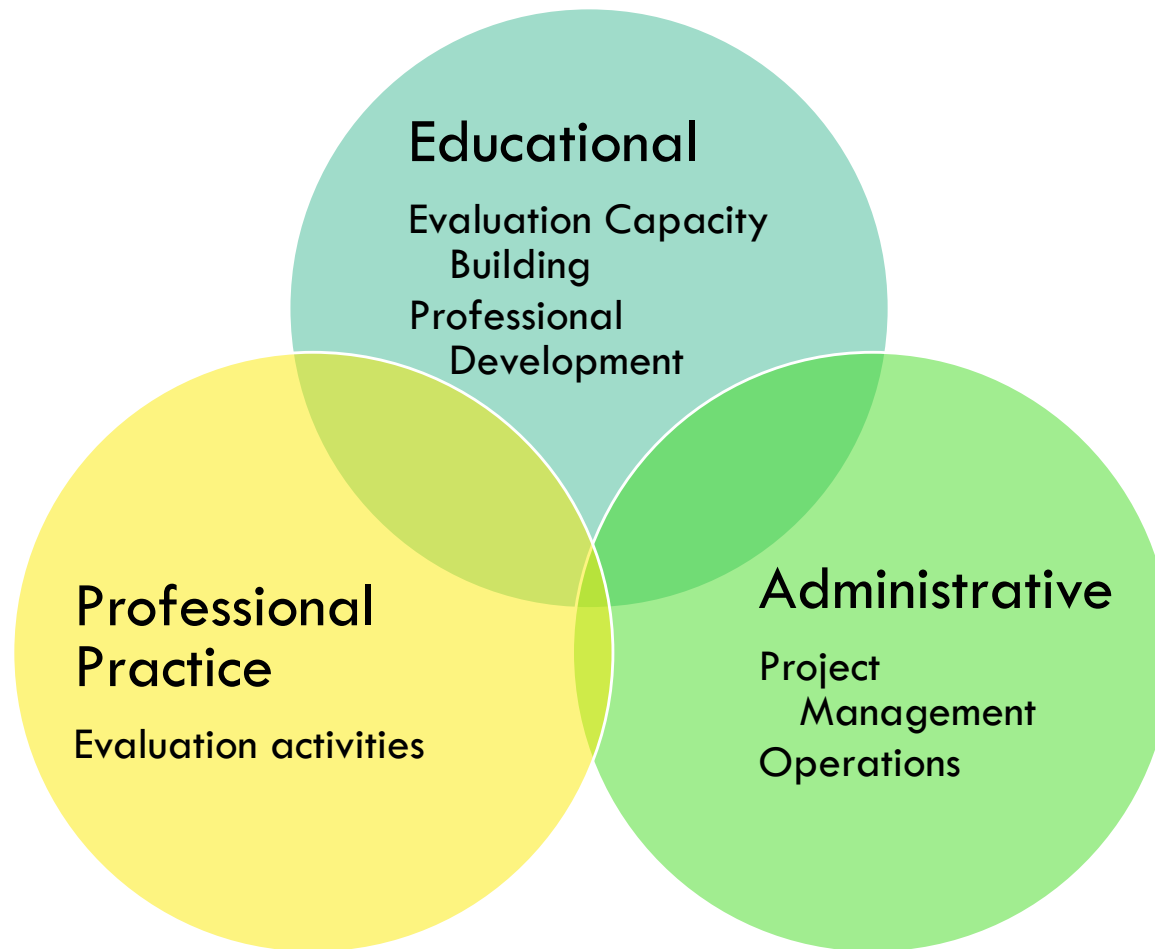 Educational
Evaluation Capacity
Building
Professional
Development
Professional
Practice
Evaluation activities
Administrative
Project
Management
Operations